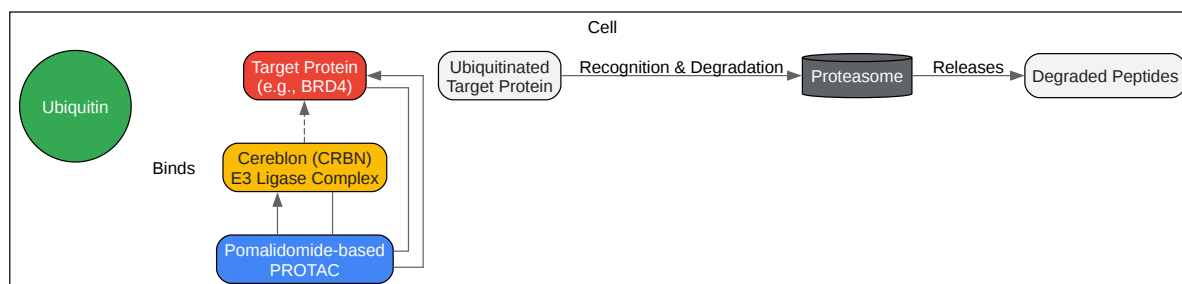 Cell
Ubiquitin
Target Protein
(e.g., BRD4)
Ubiquitinated
Target Protein
Recognition & Degradation
Proteasome
Releases
Degraded Peptides
Binds
Cereblon (CRBN)
E3 Ligase Complex
Pomalidomide-based
PROTAC